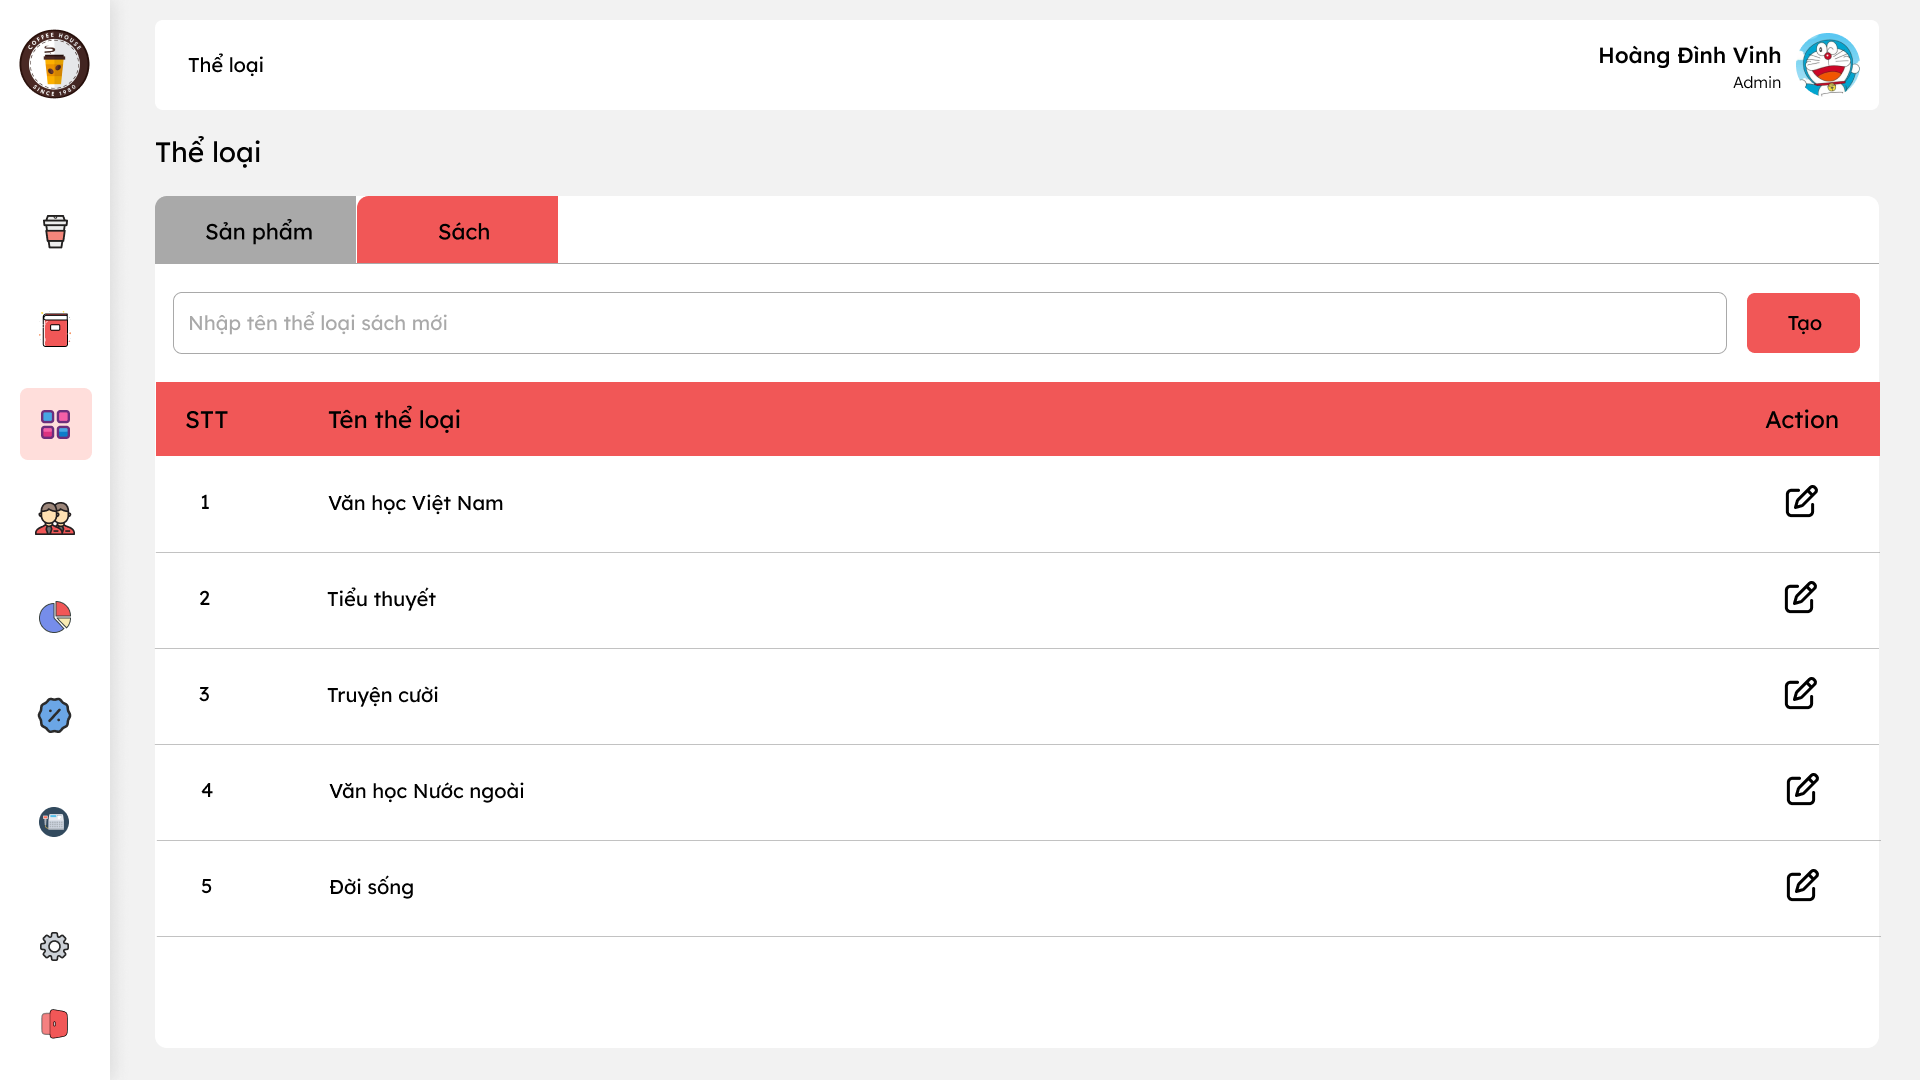 COFFEE HOUSE
SINCE 1980
Thể loại
Hoàng Đình Vinh
Admin
Thể loại
Sản phẩm
Sách
Nhập tên thể loại sách mới
Tạo
STT
Tên thể loại
Action
1
Văn học Việt Nam
2
Tiểu thuyết
3
Truyện cười
4
Văn học Nước ngoài
5
Đời sống